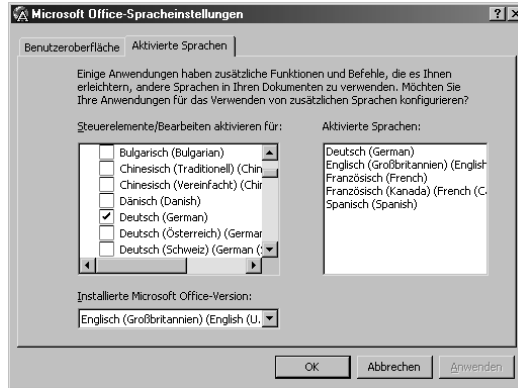 Microsoft Office-Spracheinstellungen
Benutzeroberfläche
Aktivierte Sprachen
Einige Anwendungen haben zusätzliche Funktionen und Befehle, die es Ihnen
erleichtern, andere Sprachen in Ihren Dokumenten zu verwenden. Möchten Sie
Ihre Anwendungen für das Verwenden von zusätzlichen Sprachen konfigurieren?
Steuerelemente/Bearbeiten aktivieren für:
Bulgarisch (Bulgarian)
Chinesisch (Traditionell) (Chin
Chinesisch (Vereinfacht) (Chin
Dänisch (Danish)
Deutsch (German)
Deutsch (Österreich) (German
Deutsch (Schweiz) (German (
Aktivierte Sprachen:
Deutsch (German)
Englisch (Großbritannien) (English
Französisch (French)
Französisch (Kanada) (French (C
Spanisch (Spanish)
Installierte Microsoft Office-Version:
Englisch (Großbritannien) (English (U.
OK
Abbrechen
Anwenden